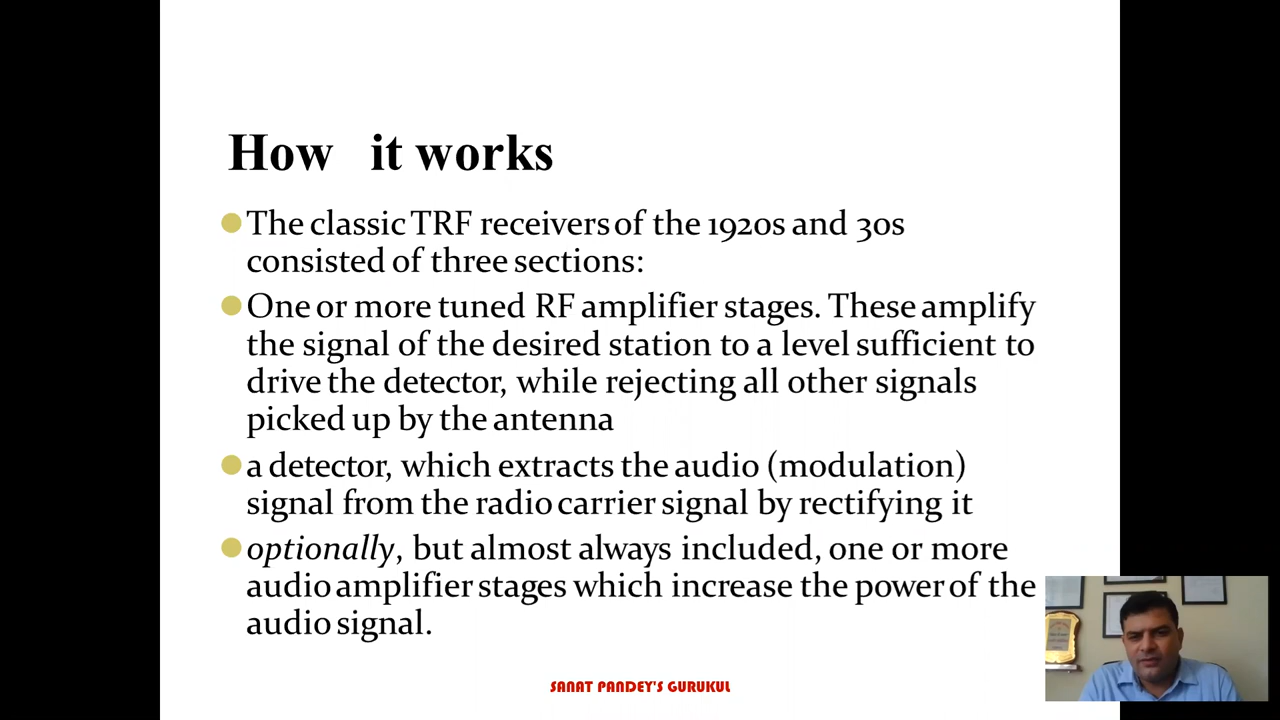 How it works
The classic TRF receivers of the 1920s and 30s
consisted of three sections:
One or more tuned RF amplifier stages. These amplify
the signal of the desired station to a level sufficient to
drive the detector, while rejecting all other signals
picked up by the antenna
a detector, which extracts the audio (modulation)
signal from the radio carrier signal by rectifying it
optionally, but almost always included, one or more
audio amplifier stages which increase the power of the
audio signal.
SANAT PANDEY'S GURUKUL